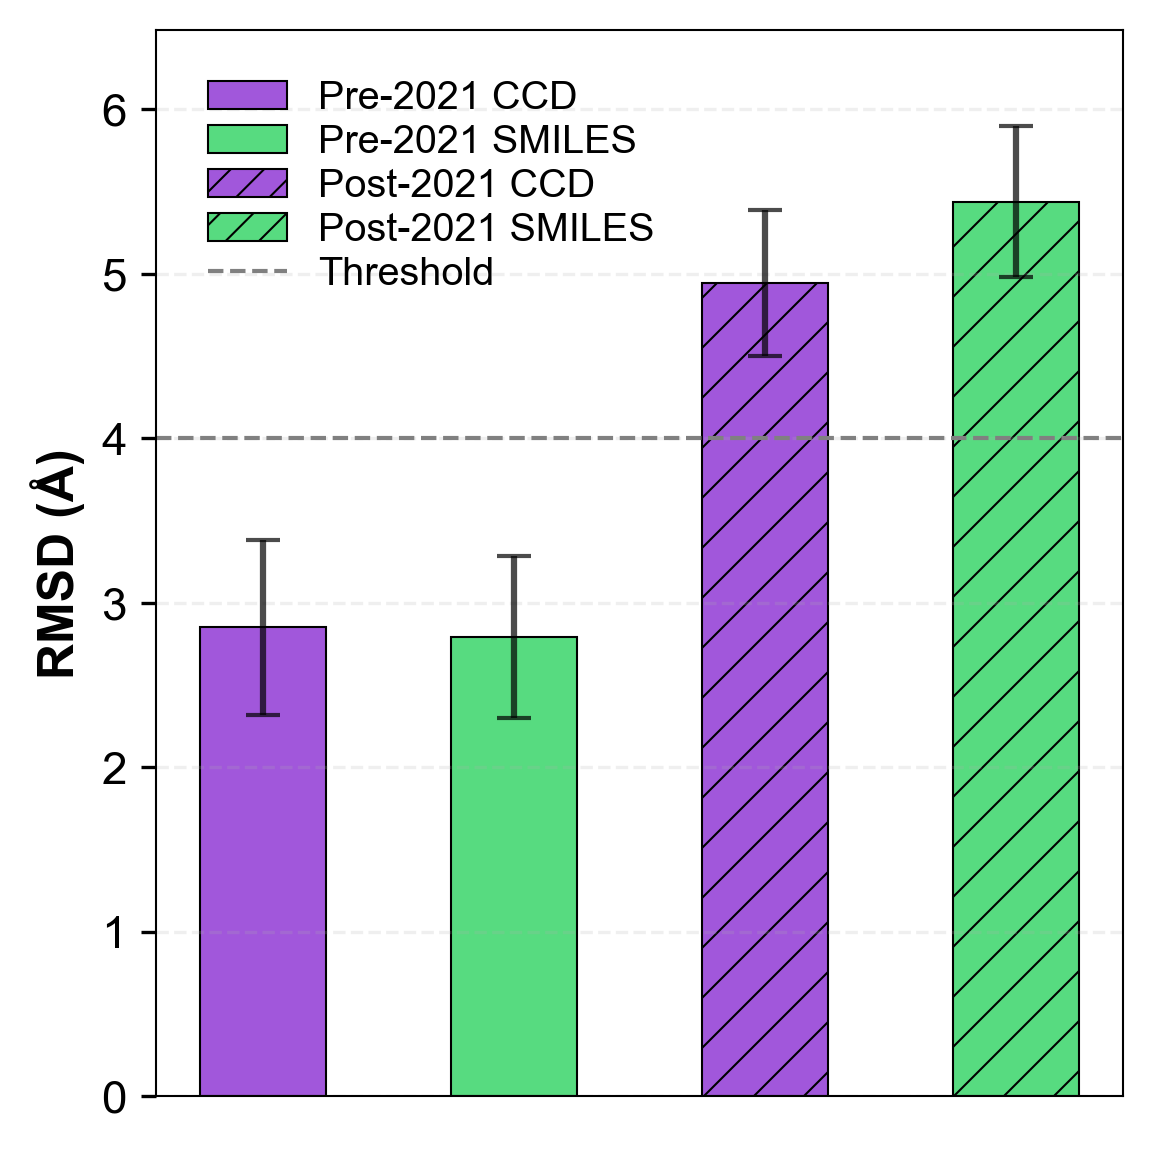 Pre-2021 CCD
Pre-2021 SMILES
Post-2021 CCD
Post-2021 SMILES
Threshold
RMSD (Å)
6
5
4
3
2
1
0